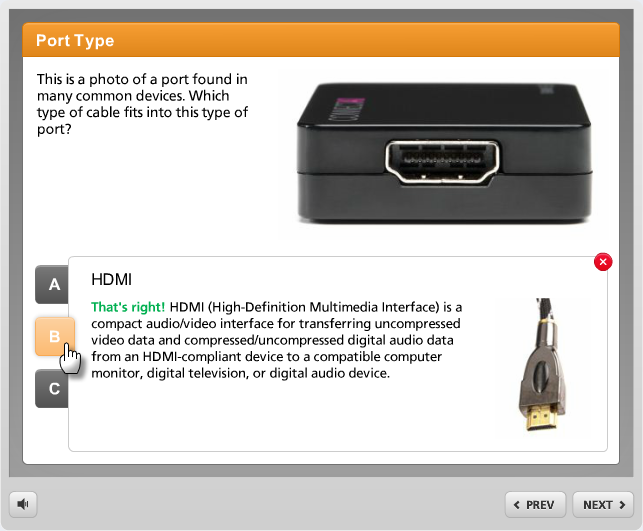 Port Type
This is a photo of a port found in
many common devices. Which
type of cable fits into this type of
port?
A
HDMI
That's right! HDMI (High-Definition Multimedia Interface) is a
compact audio/video interface for transferring uncompressed
video data and compressed/uncompressed digital audio data
from an HDMI-compliant device to a compatible computer
monitor, digital television, or digital audio device.
B
C
PREV
NEXT